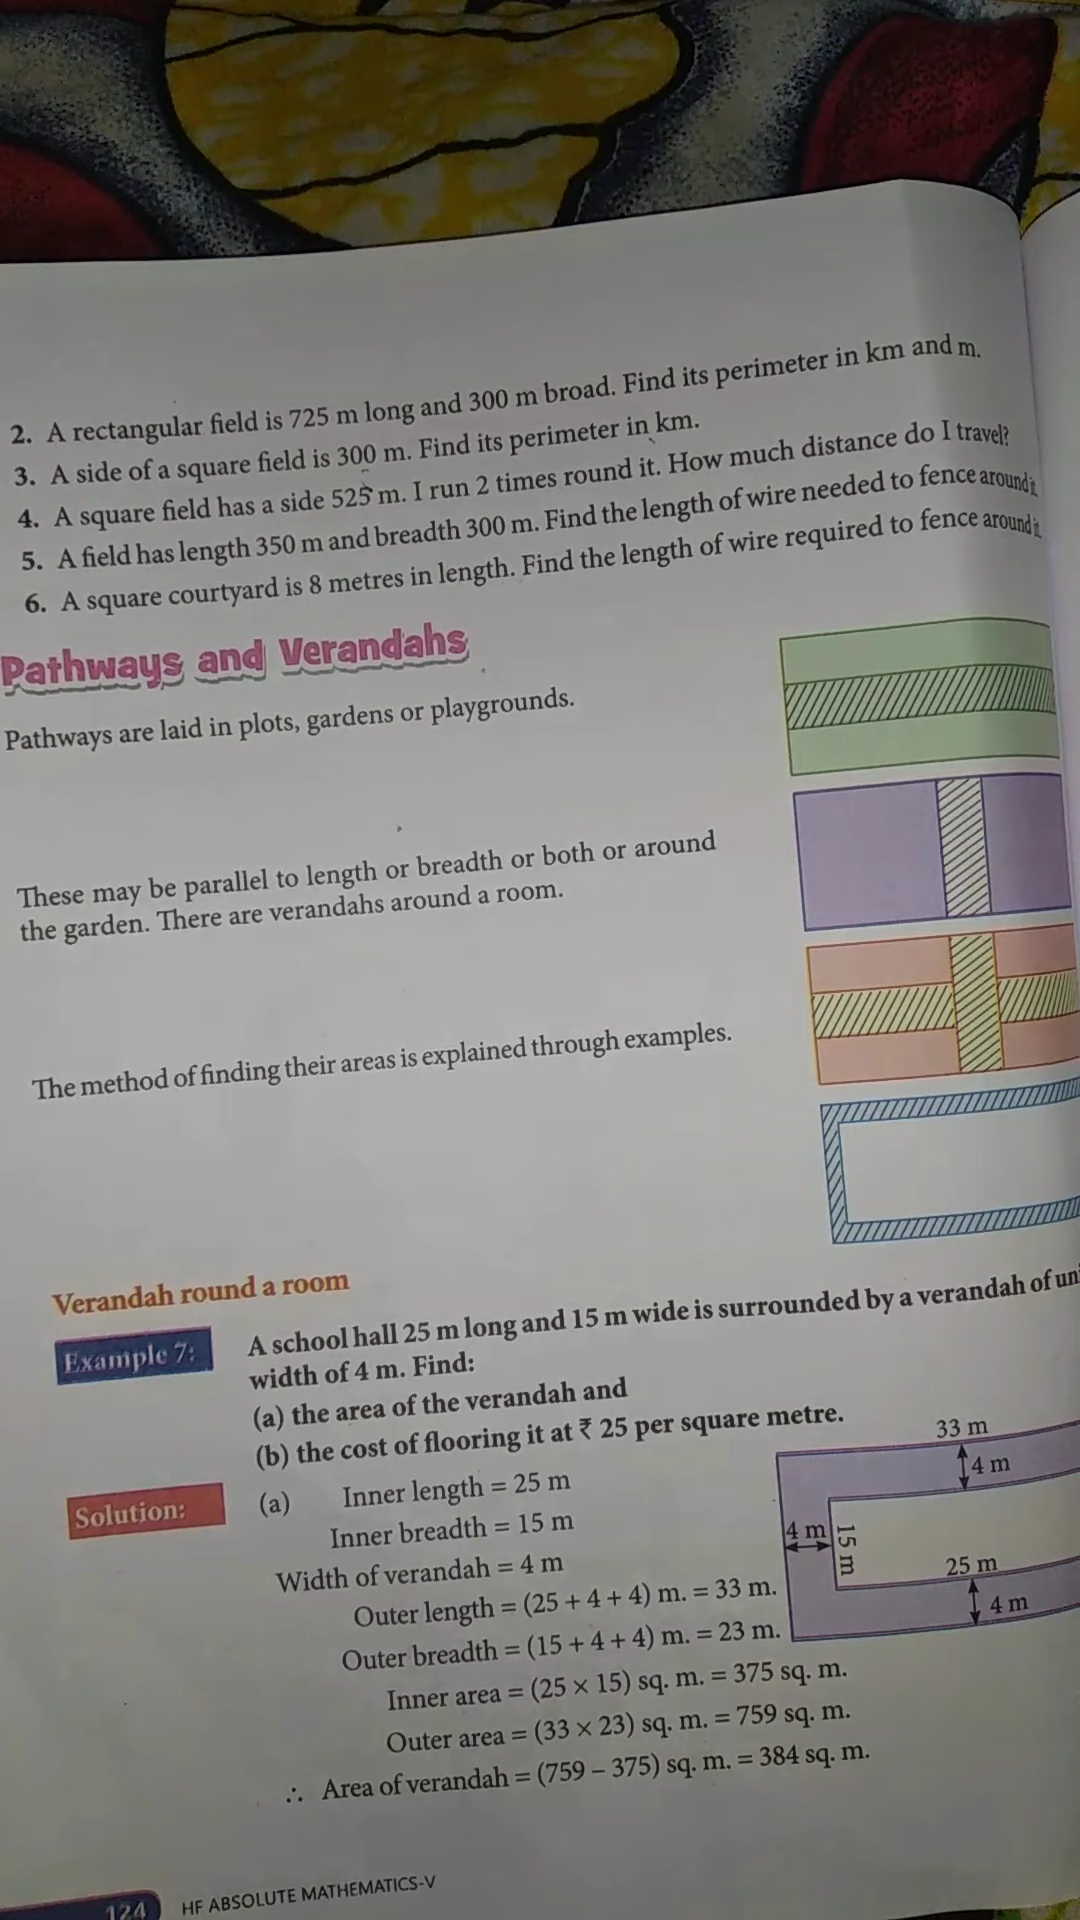 2. A rectangular field is 725 m long and 300 m broad. Find its perimeter in km and m.
3. A side of a square field is 300 m. Find its perimeter in km.
4. A square field has a side 525 m. I run 2 times round it. How much distance do I travel?
5. A field has length 350 m and breadth 300 m. Find the length of wire needed to fence around it
6. A square courtyard is 8 metres in length. Find the length of wire required to fence around it
Pathways and Verandahs
Pathways are laid in plots, gardens or playgrounds.
These may be parallel to length or breadth or both or around
the garden. There are verandahs around a room.
The method of finding their areas is explained through examples.
Verandah round a room
Example 7: A school hall 25 m long and 15 m wide is surrounded by a verandah of
width of 4 m. Find:
(a) the area of the verandah and
(b) the cost of flooring it at ₹ 25 per square metre.
Solution: (a) Inner length = 25 m
Inner breadth = 15 m
Width of verandah = 4 m
Outer length = (25 + 4 + 4) m. = 33 m.
Outer breadth = (15 + 4 + 4) m. = 23 m.
Inner area = (25 × 15) sq. m. = 375 sq. m.
Outer area = (33 × 23) sq. m. = 759 sq. m.
∴ Area of verandah = (759 – 375) sq. m. = 384 sq. m.
33 m
4 m
4 m
15 m
25 m
4 m
124 HF ABSOLUTE MATHEMATICS-V